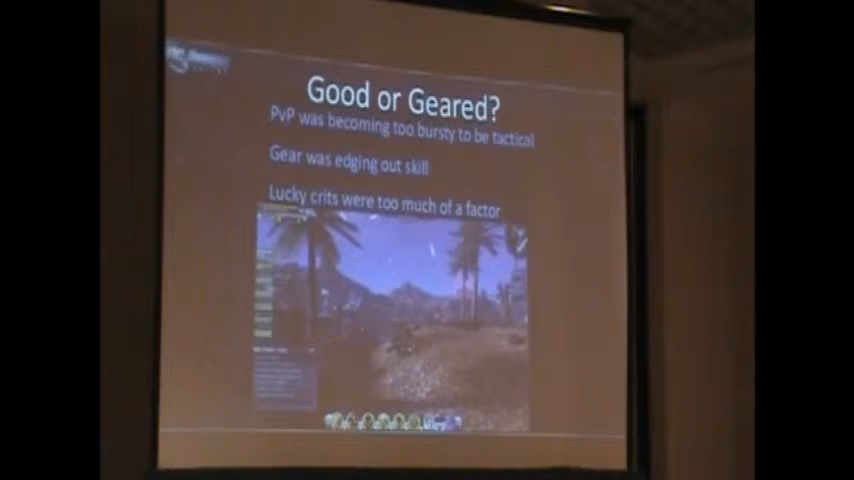 Good or Geared?
PvP was becoming too bursty to be tactical
Gear was edging out skill
Lucky crits were too much of a factor